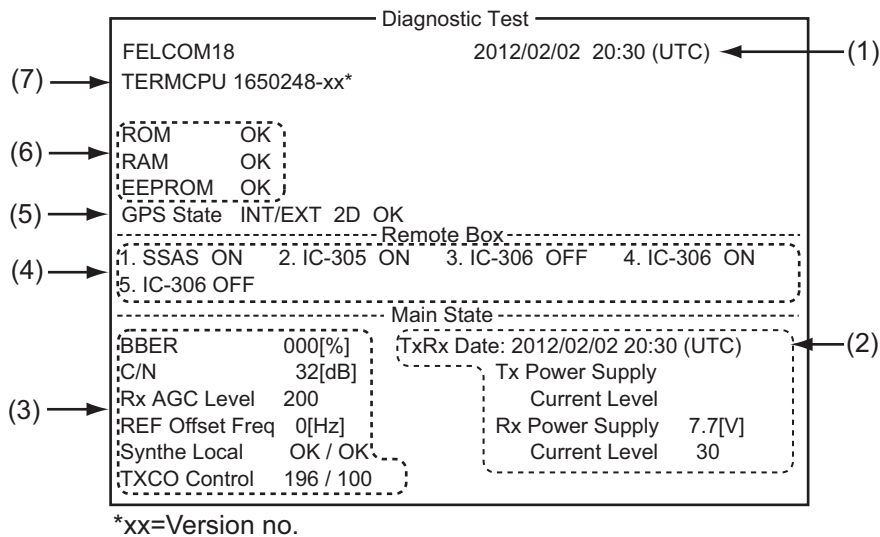 Diagnostic Test
FELCOM18 2012/02/02 20:30 (UTC) (1)
(7) TERMCPU 1650248-xx*
ROM OK
(6) RAM OK
EEPROM OK
(5) GPS State INT/EXT 2D OK
Remote Box
(4) 1. SSAS ON 2. IC-305 ON 3. IC-306 OFF 4. IC-306 ON
5. IC-306 OFF
Main State
BBER 000[%] TxRx Date: 2012/02/02 20:30 (UTC) (2)
C/N 32[dB] Tx Power Supply
(3) Rx AGC Level 200 Current Level
REF Offset Freq 0[Hz] Rx Power Supply 7.7[V]
Synthe Local OK / OK Current Level 30
TXCO Control 196 / 100
*xx=Version no.